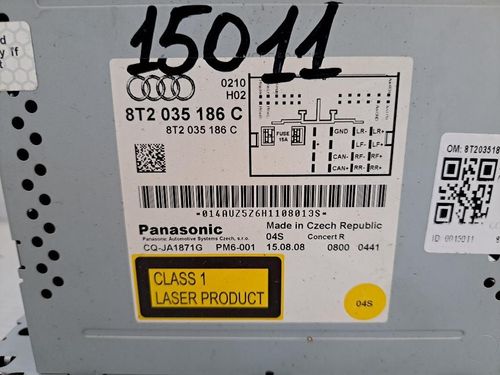 15011
0210
H02
8T2 035 186 C
8T2 035 186 C
FUSE
15A
GND LR- LR+
+ LF- LF+
CAN- RF- RF+
CAN+ RR- RR+
*014AUZ5Z6H1108013S*
Panasonic
Panasonic Automotive Systems Czech, s.r.o.
CQ-JA1871G PM6-001
Made in Czech Republic
04S Concert R
15.08.08 0800 0441
CLASS 1
LASER PRODUCT
04S
OM: 8T203518
ID: 0015011